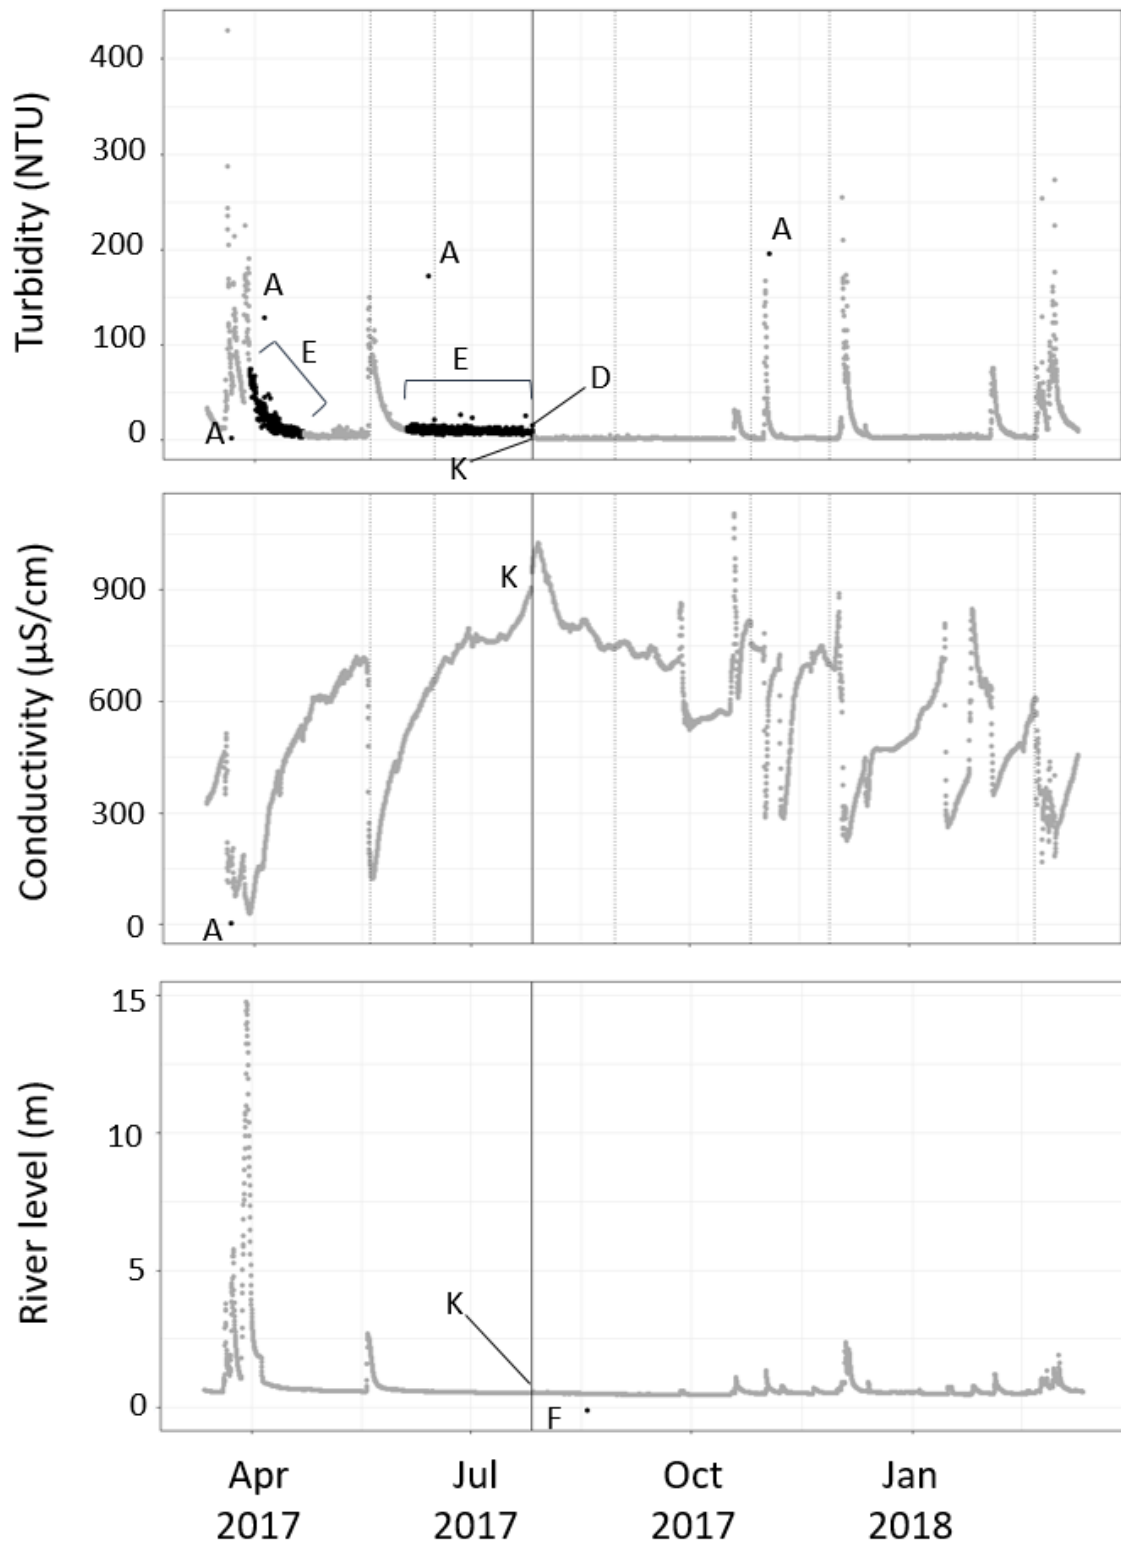 Turbidity (NTU)
400
300
200
100
0
A
A
A
A
E
E
D
K
Conductivity (µS/cm)
900
600
300
0
K
A
River level (m)
15
10
5
0
K
F
Apr Jul Oct Jan
2017 2017 2017 2018